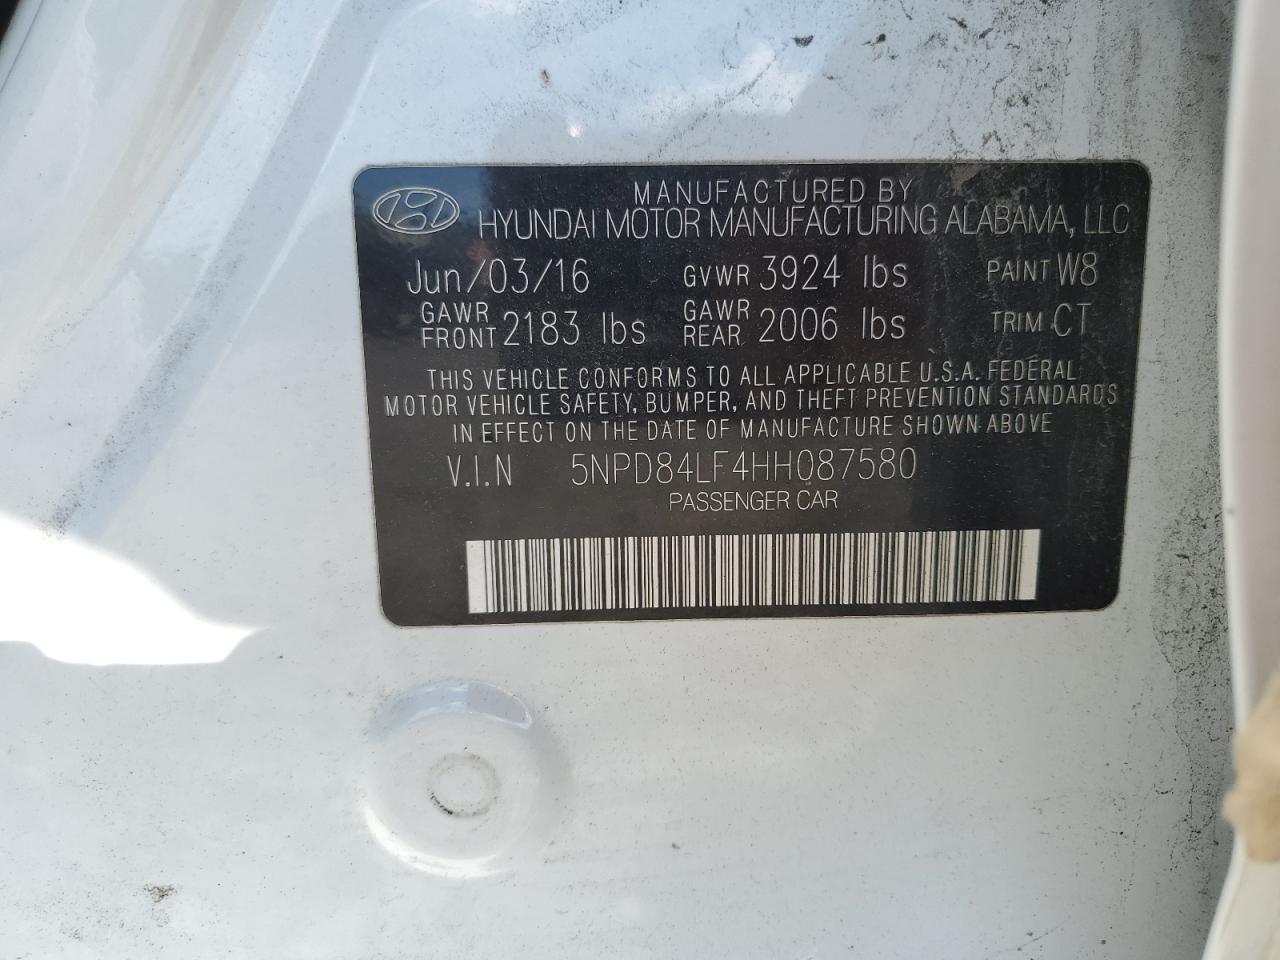 MANUFACTURED BY
HYUNDAI MOTOR MANUFACTURING ALABAMA, LLC
Jun/03/16 GVWR 3924 lbs PAINT W8
GAWR FRONT 2183 lbs GAWR REAR 2006 lbs TRIM CT
THIS VEHICLE CONFORMS TO ALL APPLICABLE U.S.A. FEDERAL
MOTOR VEHICLE SAFETY, BUMPER, AND THEFT PREVENTION STANDARDS
IN EFFECT ON THE DATE OF MANUFACTURE SHOWN ABOVE
V.I.N 5NPD84LF4HH087580
PASSENGER CAR